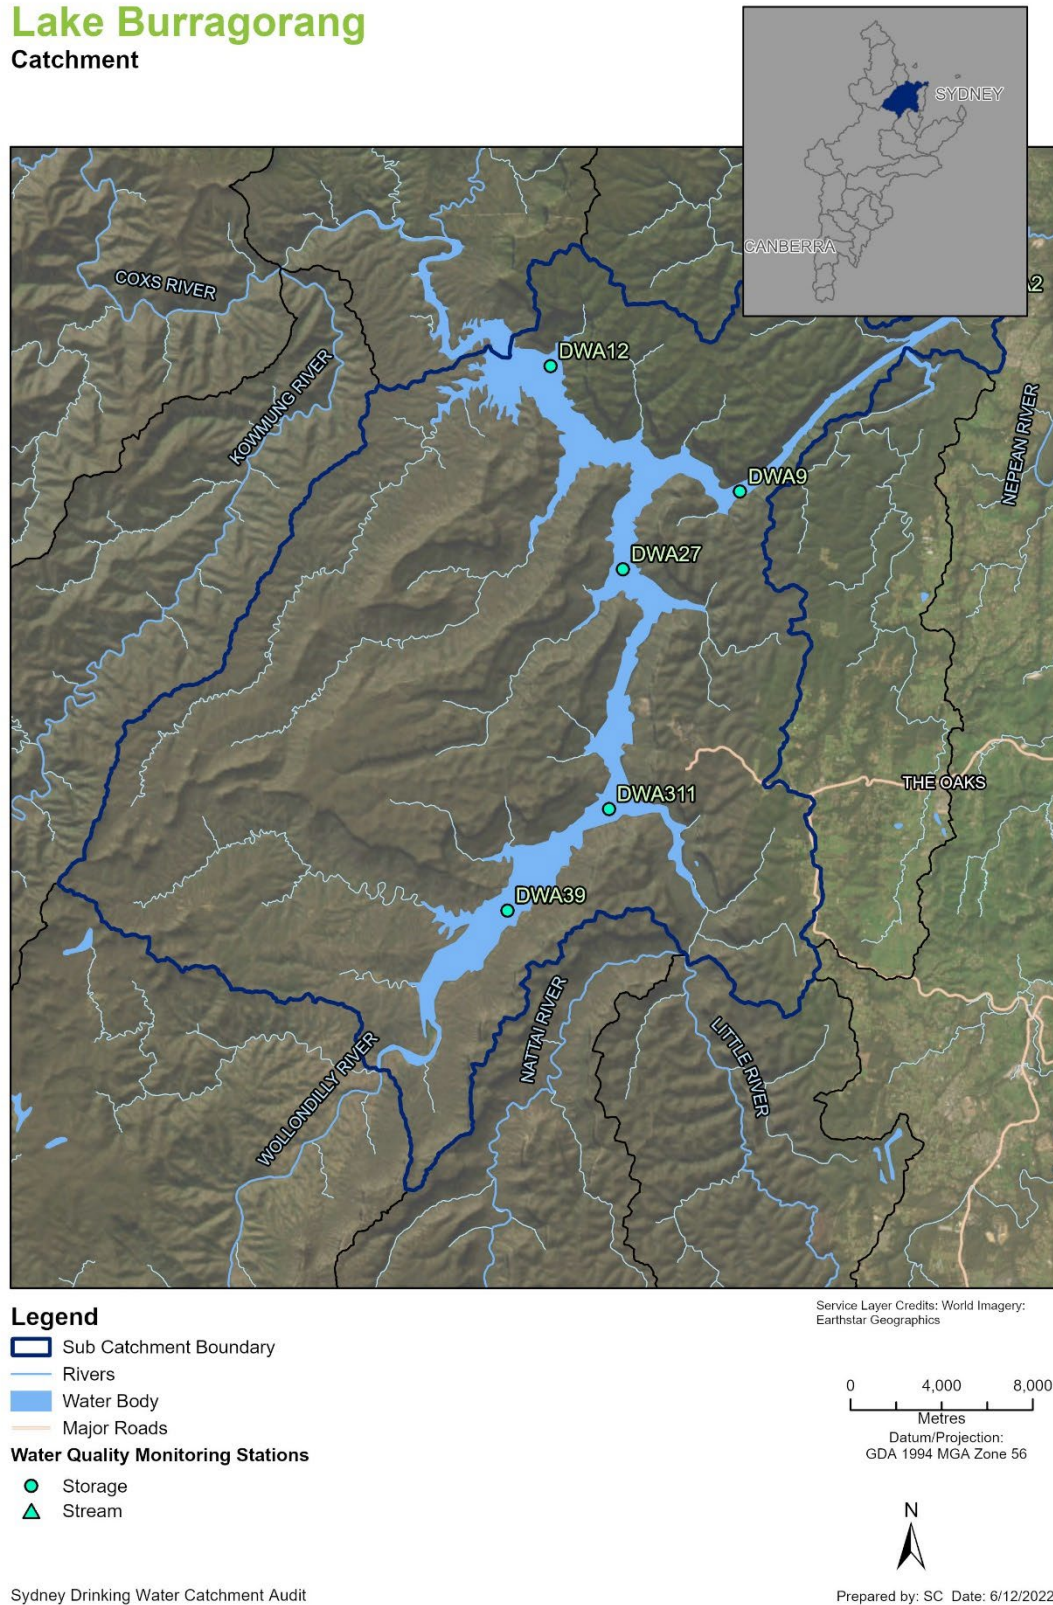 Lake Burragorang
Catchment
SYDNEY
CANBERRA
COXS RIVER
KOWMUNG RIVER
DWA12
NEPEAN RIVER
DWA9
DWA27
THE OAKS
DWA311
DWA39
NATTAI RIVER
LITTLE RIVER
WOLLONDILLY RIVER
Legend
Sub Catchment Boundary
Rivers
Water Body
Major Roads
Water Quality Monitoring Stations
Storage
Stream
Service Layer Credits: World Imagery:
Earthstar Geographics
0 4,000 8,000
Metres
Datum/Projection:
GDA 1994 MGA Zone 56
N
Sydney Drinking Water Catchment Audit
Prepared by: SC Date: 6/12/2022